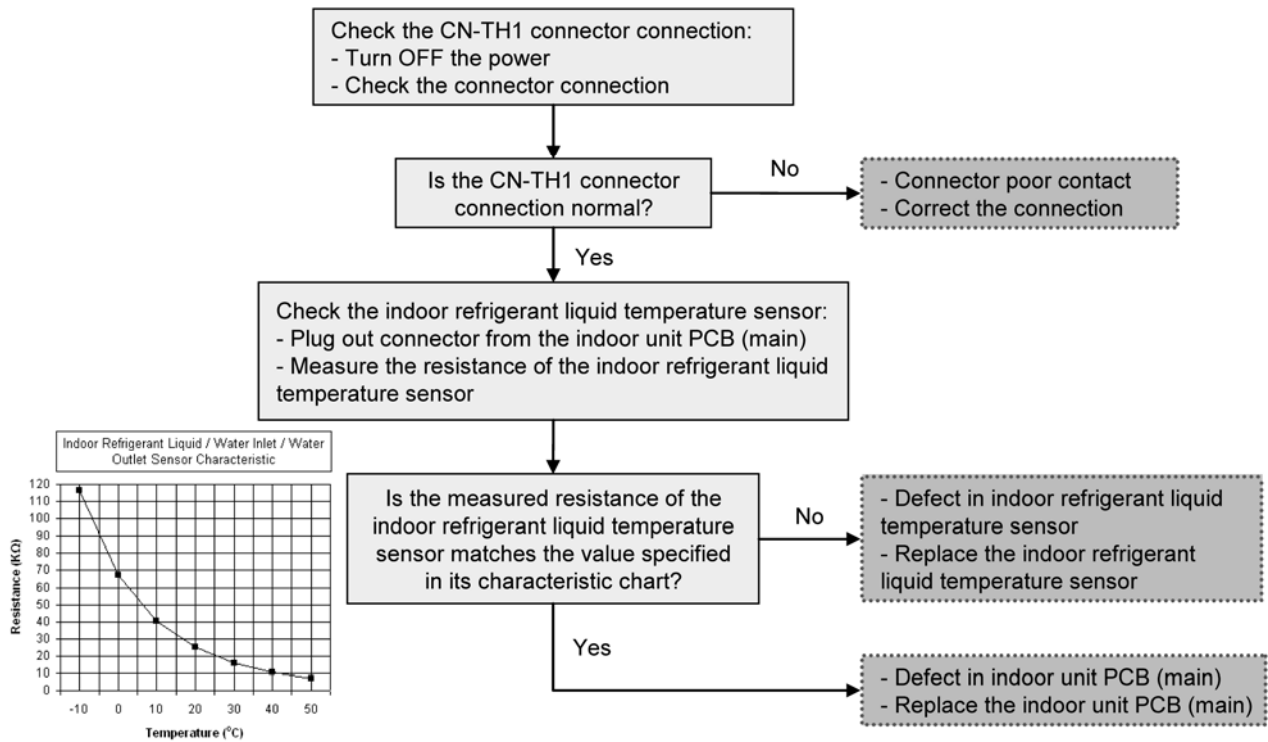 Check the CN-TH1 connector connection:
- Turn OFF the power
- Check the connector connection
Is the CN-TH1 connector
connection normal?
No
- Connector poor contact
- Correct the connection
Yes
Check the indoor refrigerant liquid temperature sensor:
- Plug out connector from the indoor unit PCB (main)
- Measure the resistance of the indoor refrigerant liquid
temperature sensor
Indoor Refrigerant Liquid / Water Inlet / Water
Outlet Sensor Characteristic
Resistance (KΩ)
120
110
100
90
80
70
60
50
40
30
20
10
0
-10 0 10 20 30 40 50
Temperature (°C)
Is the measured resistance of the
indoor refrigerant liquid temperature
sensor matches the value specified
in its characteristic chart?
No
- Defect in indoor refrigerant liquid
temperature sensor
- Replace the indoor refrigerant
liquid temperature sensor
Yes
- Defect in indoor unit PCB (main)
- Replace the indoor unit PCB (main)